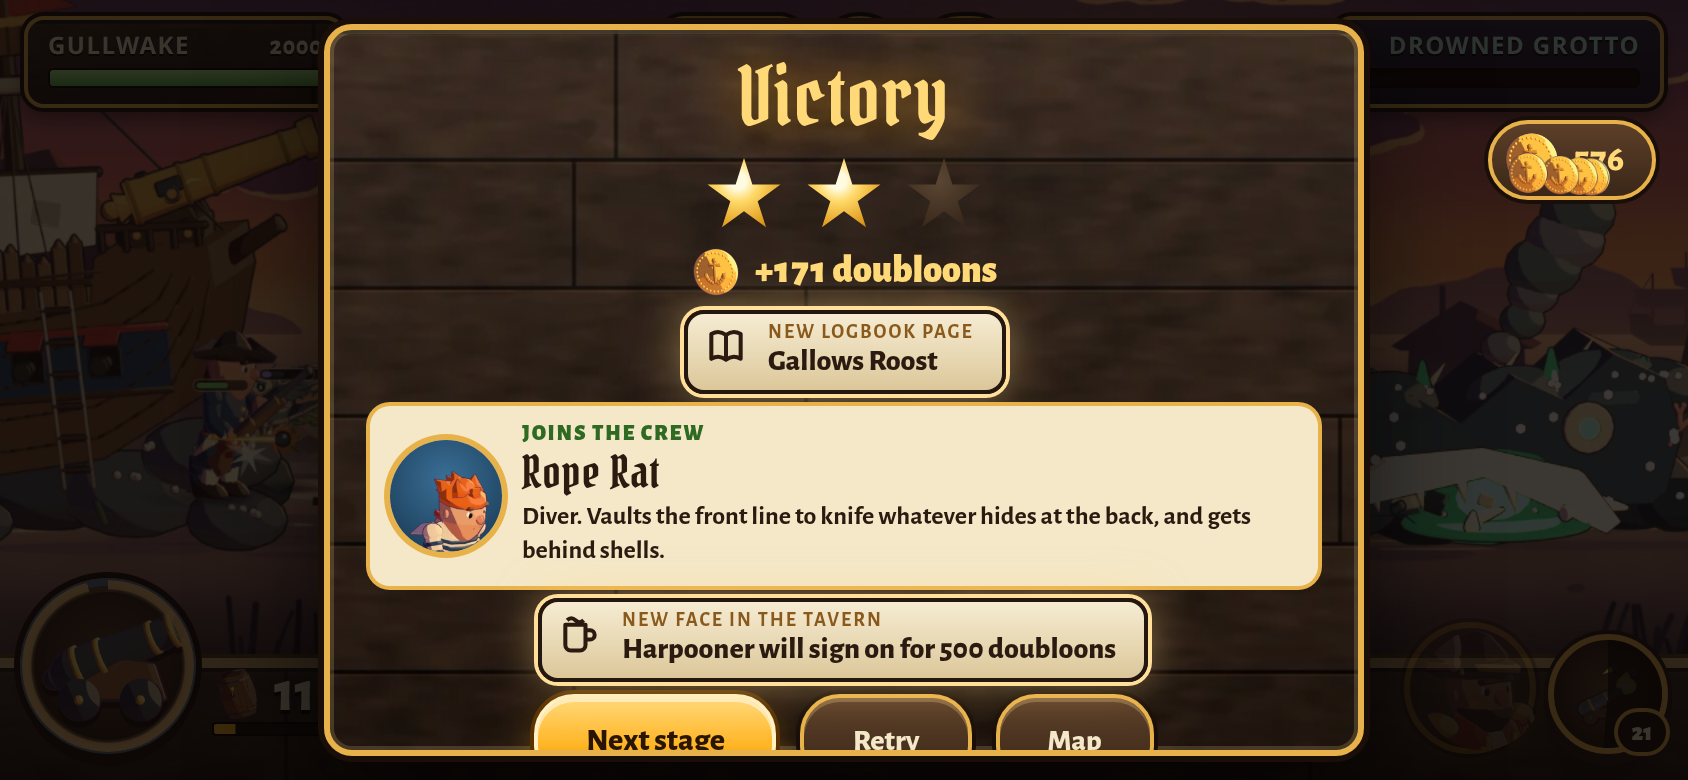 GULLWAKE
2000
DROWNED GROTTO
Victory
576
+171 doubloons
NEW LOGBOOK PAGE
Gallows Roost
JOINS THE CREW
Rope Rat
Diver. Vaults the front line to knife whatever hides at the back, and gets
behind shells.
NEW FACE IN THE TAVERN
Harpooner will sign on for 500 doubloons
11
Next stage
Retry
Map
21